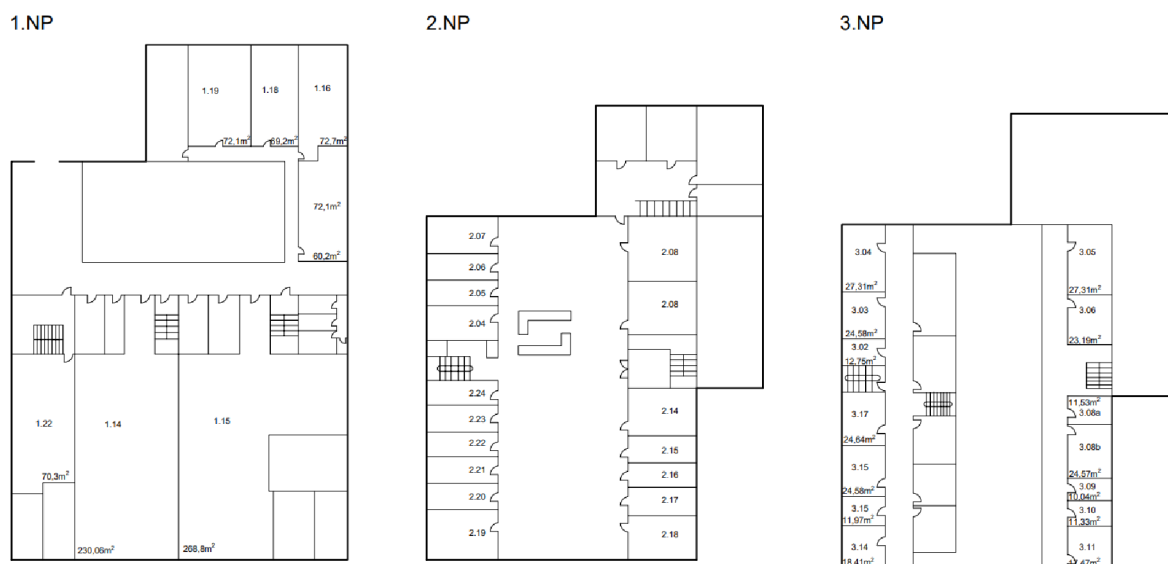 1.NP
2.NP
3.NP
1.19
1.18
1.16
72,1m²
69,2m²
72,7m²
72,1m²
60,2m²
1.22
1.14
1.15
70,3m²
230,06m²
268,8m²
2.07
2.06
2.05
2.04
2.08
2.08
2.24
2.23
2.22
2.21
2.20
2.19
2.14
2.15
2.16
2.17
2.18
3.04
27,31m²
3.03
24,58m²
3.02
12,75m²
3.17
24,64m²
3.15
24,58m²
3.15
11,97m²
3.14
18,41m²
3.05
27,31m²
3.06
23,19m²
11,53m²
3.08a
3.08b
24,57m²
3.09
10,04m²
3.10
11,33m²
3.11